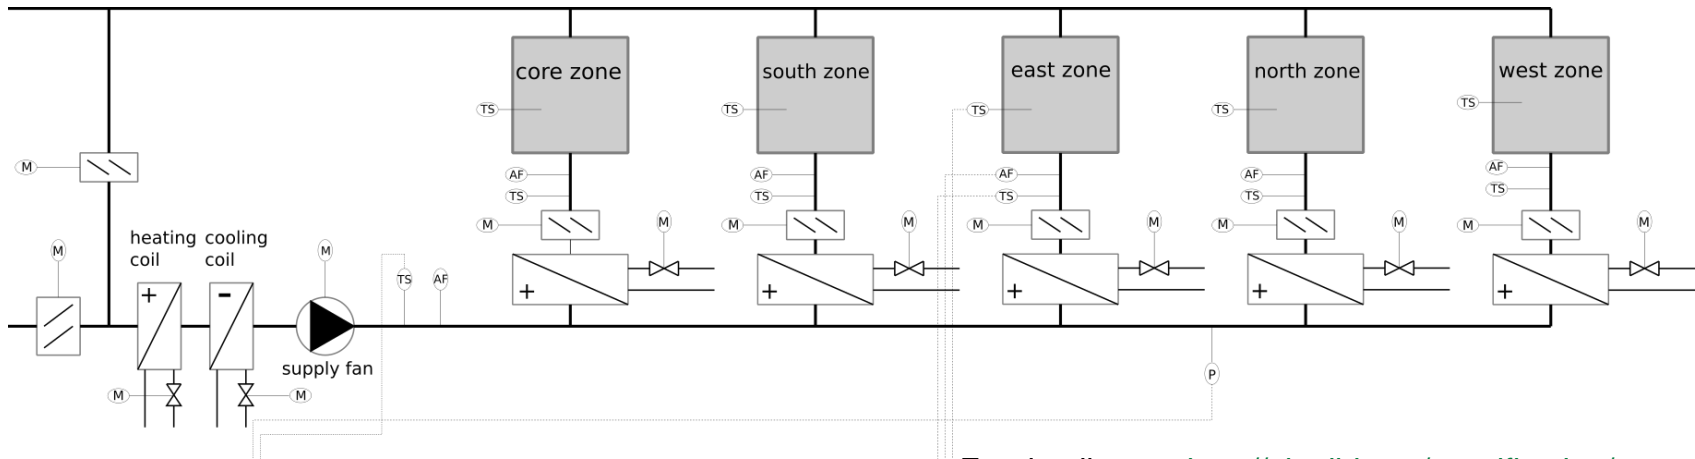 core zone
south zone
east zone
north zone
west zone
TS
TS
TS
TS
TS
M
AF
AF
AF
AF
AF
TS
TS
TS
TS
TS
M
M
M
M
M
M
M
M
M
M
heating
coil
cooling
coil
M
M
TS
AF
+
-
+
+
+
+
+
supply fan
P
M
M